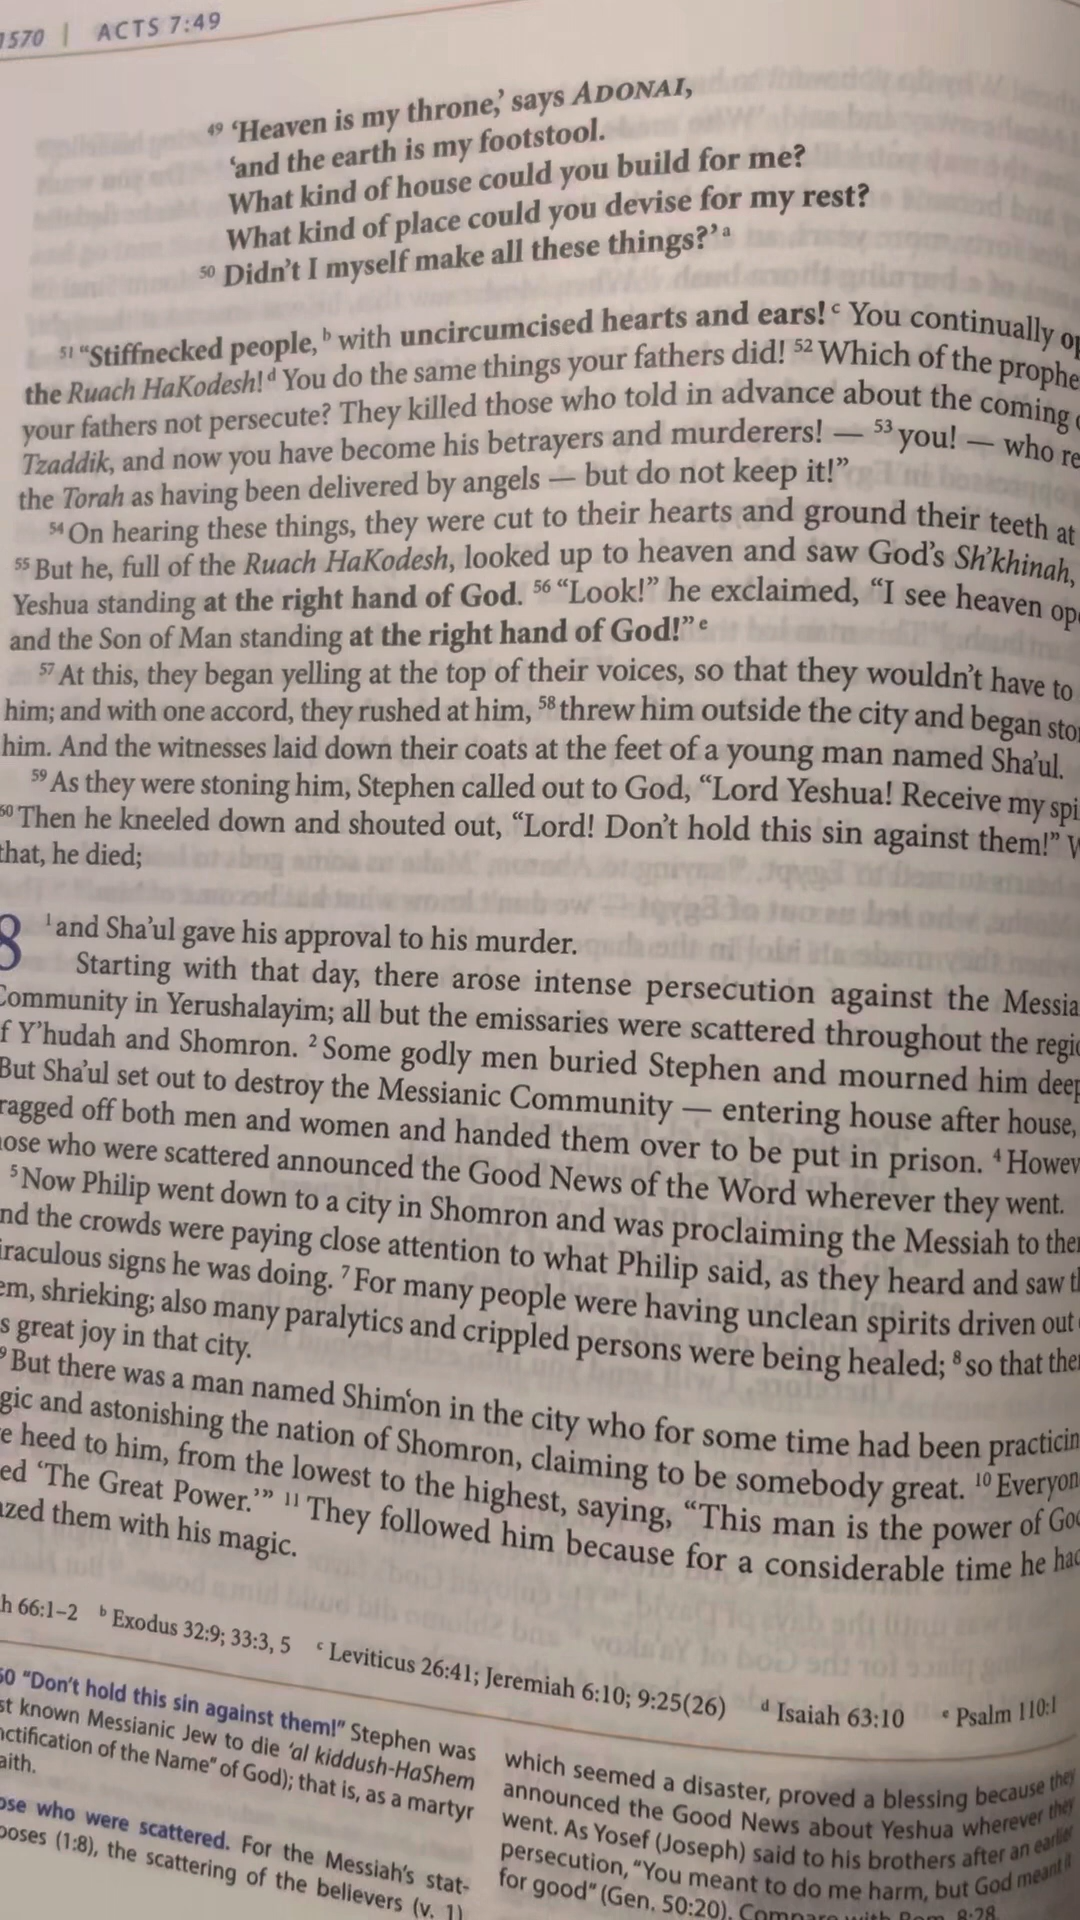 1570 | ACTS 7:49
49 ‘Heaven is my throne,’ says ADONAI,
‘and the earth is my footstool.
What kind of house could you build for me?
What kind of place could you devise for my rest?
50 Didn’t I myself make all these things?’ a
51 “Stiffnecked people, b with uncircumcised hearts and ears! c You continually op
the Ruach HaKodesh! d You do the same things your fathers did! 52 Which of the prophe
your fathers not persecute? They killed those who told in advance about the coming
Tzaddik, and now you have become his betrayers and murderers! — 53 you! — who re
the Torah as having been delivered by angels — but do not keep it!”
54 On hearing these things, they were cut to their hearts and ground their teeth at
55 But he, full of the Ruach HaKodesh, looked up to heaven and saw God’s Sh’khinah,
Yeshua standing at the right hand of God. 56 “Look!” he exclaimed, “I see heaven ope
and the Son of Man standing at the right hand of God!” e
57 At this, they began yelling at the top of their voices, so that they wouldn’t have to
him; and with one accord, they rushed at him, 58 threw him outside the city and began sto
him. And the witnesses laid down their coats at the feet of a young man named Sha’ul.
59 As they were stoning him, Stephen called out to God, “Lord Yeshua! Receive my spi
60 Then he kneeled down and shouted out, “Lord! Don’t hold this sin against them!” W
that, he died;
8 1 and Sha’ul gave his approval to his murder.
Starting with that day, there arose intense persecution against the Messia
Community in Yerushalayim; all but the emissaries were scattered throughout the regio
f Y’hudah and Shomron. 2 Some godly men buried Stephen and mourned him deep
But Sha’ul set out to destroy the Messianic Community — entering house after house,
ragged off both men and women and handed them over to be put in prison. 4 Howev
hose who were scattered announced the Good News of the Word wherever they went.
5 Now Philip went down to a city in Shomron and was proclaiming the Messiah to the
nd the crowds were paying close attention to what Philip said, as they heard and saw t
iraculous signs he was doing. 7 For many people were having unclean spirits driven out
em, shrieking; also many paralytics and crippled persons were being healed; 8 so that the
s great joy in that city.
9 But there was a man named Shim‘on in the city who for some time had been practicin
gic and astonishing the nation of Shomron, claiming to be somebody great. 10 Everyon
e heed to him, from the lowest to the highest, saying, “This man is the power of God
ed ‘The Great Power.’” 11 They followed him because for a considerable time he had
azed them with his magic.
h 66:1–2 b Exodus 32:9; 33:3, 5 c Leviticus 26:41; Jeremiah 6:10; 9:25(26) d Isaiah 63:10 e Psalm 110:1
60 “Don’t hold this sin against them!” Stephen was
st known Messianic Jew to die ‘al kiddush-HaShem
nctification of the Name” of God); that is, as a martyr
aith.
ose who were scattered. For the Messiah’s stat-
poses (1:8), the scattering of the believers (v. 1),
which seemed a disaster, proved a blessing because they
announced the Good News about Yeshua wherever they
went. As Yosef (Joseph) said to his brothers after an earlier
persecution, “You meant to do me harm, but God meant it
for good” (Gen. 50:20). Compare with Rom. 8:28.